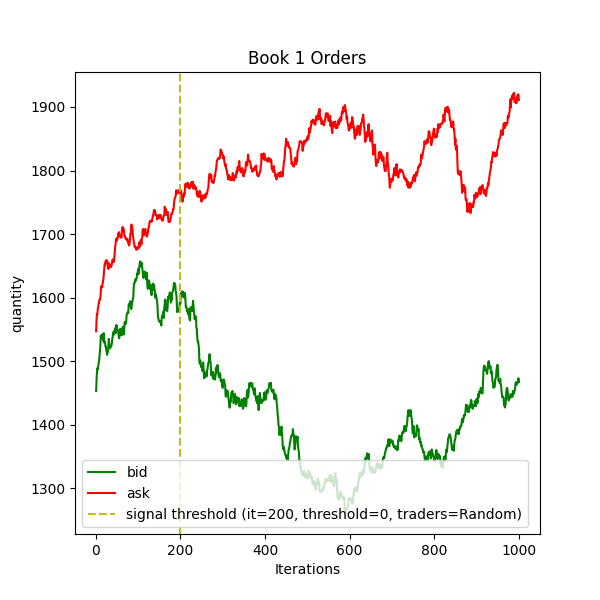 Book 1 Orders
1900
1800
1700
1600
1500
1400
1300
quantity
bid
ask
signal threshold (it=200, threshold=0, traders=Random)
0
200
400
600
800
1000
Iterations